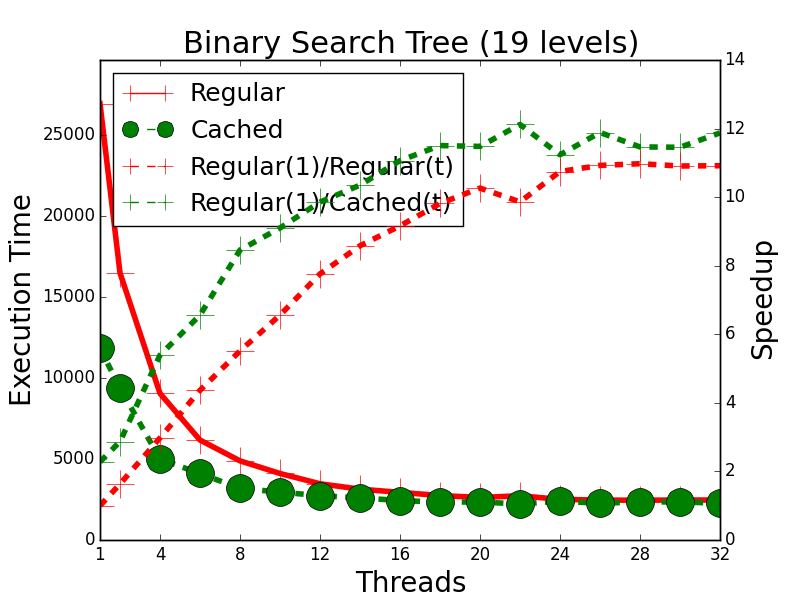 Binary Search Tree (19 levels)
Regular
Cached
Regular(1)/Regular(t)
Regular(1)/Cached(t)
Execution Time
25000
20000
15000
10000
5000
0
14
12
10
8
6
4
2
0
Speedup
1 4 8 12 16 20 24 28 32
Threads